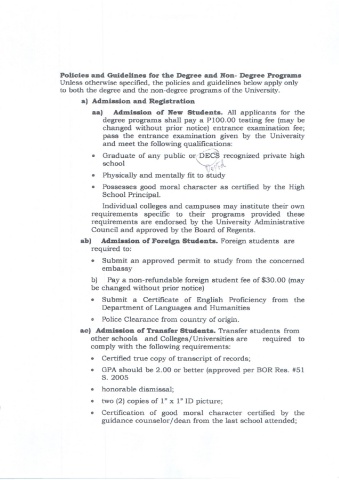 Policies and Guidelines for the Degree and Non- Degree Programs
Unless otherwise specified, the policies and guidelines below apply only
to both the degree and the non-degree programs of the University.
a) Admission and Registration
aa) Admission of New Students. All applicants for the
degree programs shall pay a P100.00 testing fee (may be
changed without prior notice) entrance examination fee;
pass the entrance examination given by the University
and meet the following qualifications:
• Graduate of any public or DECS recognized private high
school
• Physically and mentally fit to study
• Possesses good moral character as certified by the High
School Principal.
Individual colleges and campuses may institute their own
requirements specific to their programs provided these
requirements are endorsed by the University Administrative
Council and approved by the Board of Regents.
ab) Admission of Foreign Students. Foreign students are
required to:
• Submit an approved permit to study from the concerned
embassy
b) Pay a non-refundable foreign student fee of $30.00 (may
be changed without prior notice)
• Submit a Certificate of English Proficiency from the
Department of Languages and Humanities
• Police Clearance from country of origin.
ac) Admission of Transfer Students. Transfer students from
other schools and Colleges/Universities are required to
comply with the following requirements:
• Certified true copy of transcript of records;
• GPA should be 2.00 or better (approved per BOR Res. #51
S. 2005
• honorable dismissal;
• two (2) copies of 1" x 1" ID picture;
• Certification of good moral character certified by the
guidance counselor/dean from the last school attended;